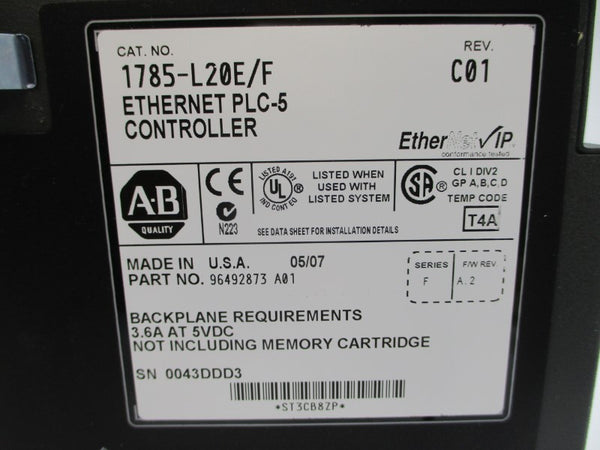 CAT. NO.
REV.
1785-L20E/F
C01
ETHERNET PLC-5
CONTROLLER
EtherNet/IP
conformance tested
A-B
QUALITY
CE
N223
LISTED A197
UL
IND CONT EQ
LISTED WHEN
USED WITH
LISTED SYSTEM
SEE DATA SHEET FOR INSTALLATION DETAILS
CL I DIV2
GP A,B,C,D
TEMP CODE
T4A
MADE IN U.S.A. 05/07
PART NO. 96492873 A01
SERIES
F
F/W REV.
A.2
BACKPLANE REQUIREMENTS
3.6A AT 5VDC
NOT INCLUDING MEMORY CARTRIDGE
SN 0043DDD3
*ST3CB8ZP*